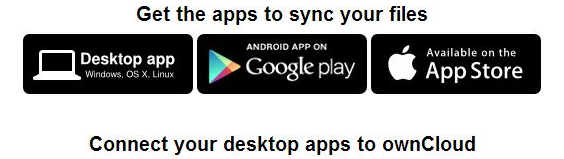 Get the apps to sync your files
Desktop app
Windows, OS X, Linux
ANDROID APP ON
Google play
Available on the
App Store
Connect your desktop apps to ownCloud